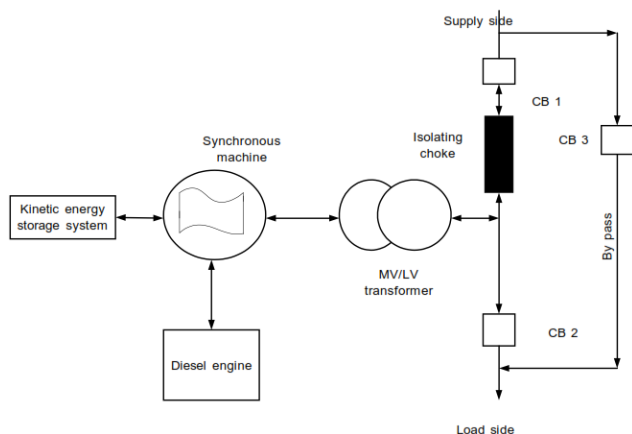 Supply side
CB 1
Synchronous
machine
Isolating
choke
CB 3
Kinetic energy
storage system
By pass
MV/LV
transformer
CB 2
Diesel engine
Load side